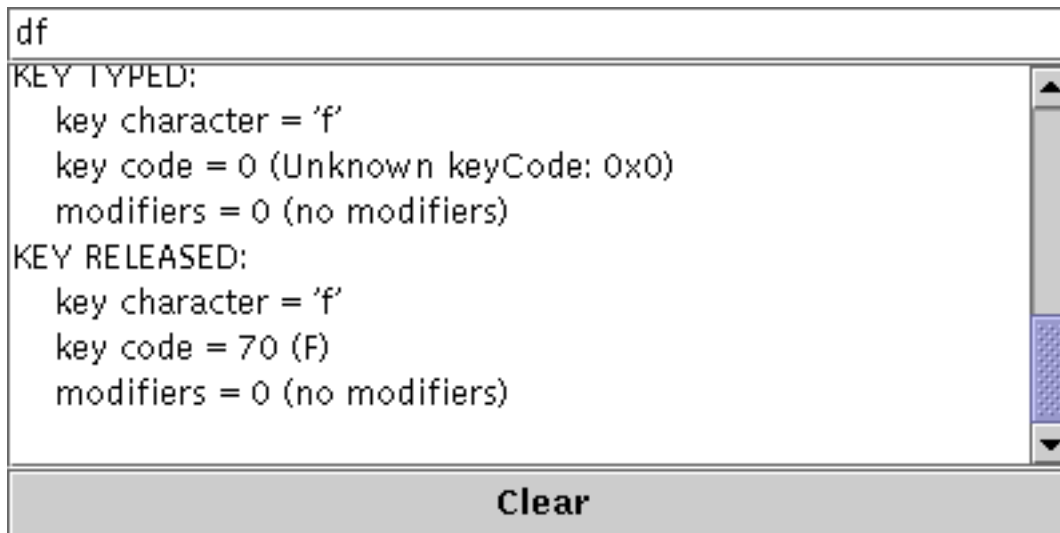 df
KEY TYPED:
key character = 'f'
key code = 0 (Unknown keyCode: 0x0)
modifiers = 0 (no modifiers)
KEY RELEASED:
key character = 'f'
key code = 70 (F)
modifiers = 0 (no modifiers)
Clear